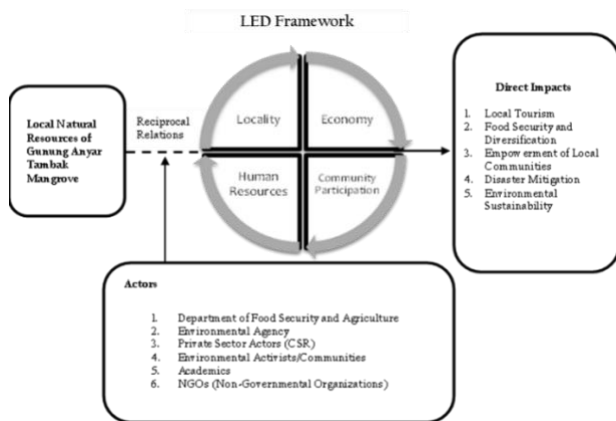 LED Framework
Local Natural
Resources of
Gunung Anyar
Tambak
Mangrove
Reciprocal
Relations
Locality
Economy
Human
Resources
Community
Participation
Direct Impacts
1. Local Tourism
2. Food Security and
Diversification
3. Empowerment of Local
Communities
4. Disaster Mitigation
5. Environmental
Sustainability
Actors
1. Department of Food Security and Agriculture
2. Environmental Agency
3. Private Sector Actors (CSR)
4. Environmental Activists/Communities
5. Academics
6. NGOs (Non-Governmental Organizations)